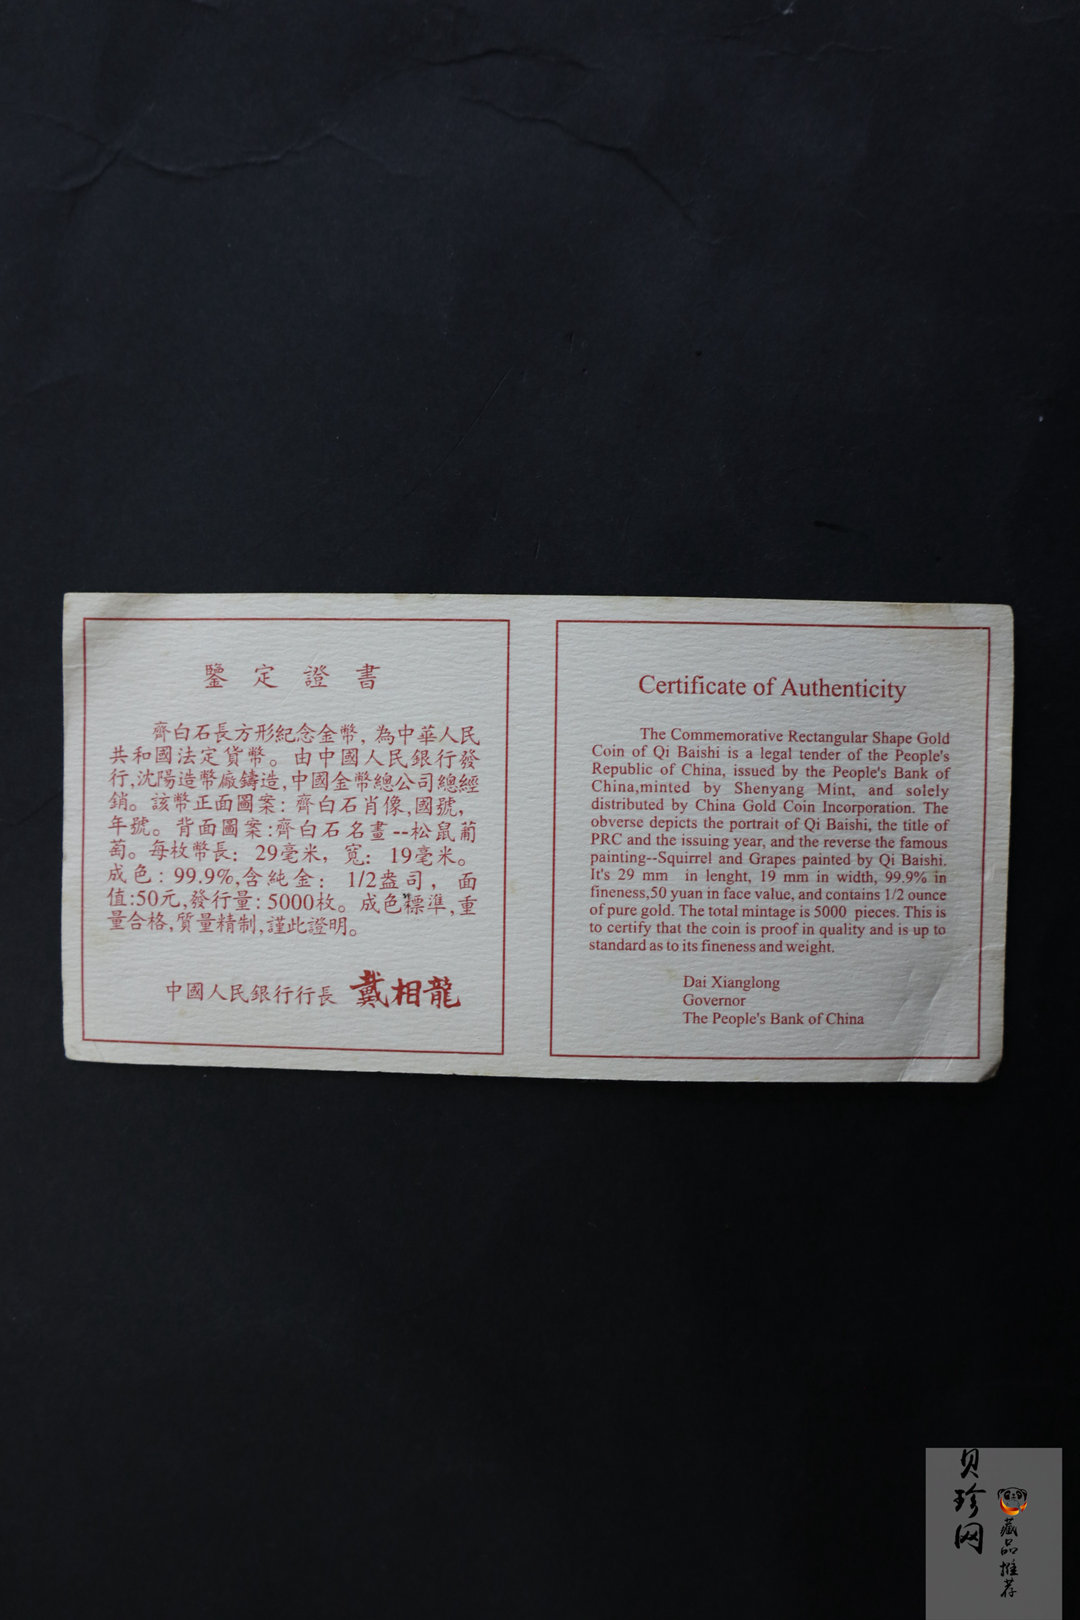 鑒定證書
齊白石長方形紀念金幣，為中華人民
共和國法定貨幣。由中國人民銀行發
行,沈陽造幣廠鑄造,中國金幣總公司總經
銷。該幣正面圖案：齊白石肖像,國號,
年號。背面圖案:齊白石名畫--松鼠葡
萄。每枚幣長：29毫米，寬：19毫米。
成色：99.9%,含純金：1/2盎司，面
值:50元,發行量:5000枚。成色標準,重
量合格,質量精制,謹此證明。
中國人民銀行行長 戴相龍
Certificate of Authenticity
The Commemorative Rectangular Shape Gold
Coin of Qi Baishi is a legal tender of the People's
Republic of China, issued by the People's Bank of
China,minted by Shenyang Mint, and solely
distributed by China Gold Coin Incorporation. The
obverse depicts the portrait of Qi Baishi, the title of
PRC and the issuing year, and the reverse the famous
painting--Squirrel and Grapes painted by Qi Baishi.
It's 29 mm in lenght, 19 mm in width, 99.9% in
fineness,50 yuan in face value, and contains 1/2 ounce
of pure gold. The total mintage is 5000 pieces. This is
to certify that the coin is proof in quality and is up to
standard as to its fineness and weight.
Dai Xianglong
Governor
The People's Bank of China
贝珍网
藏品推荐